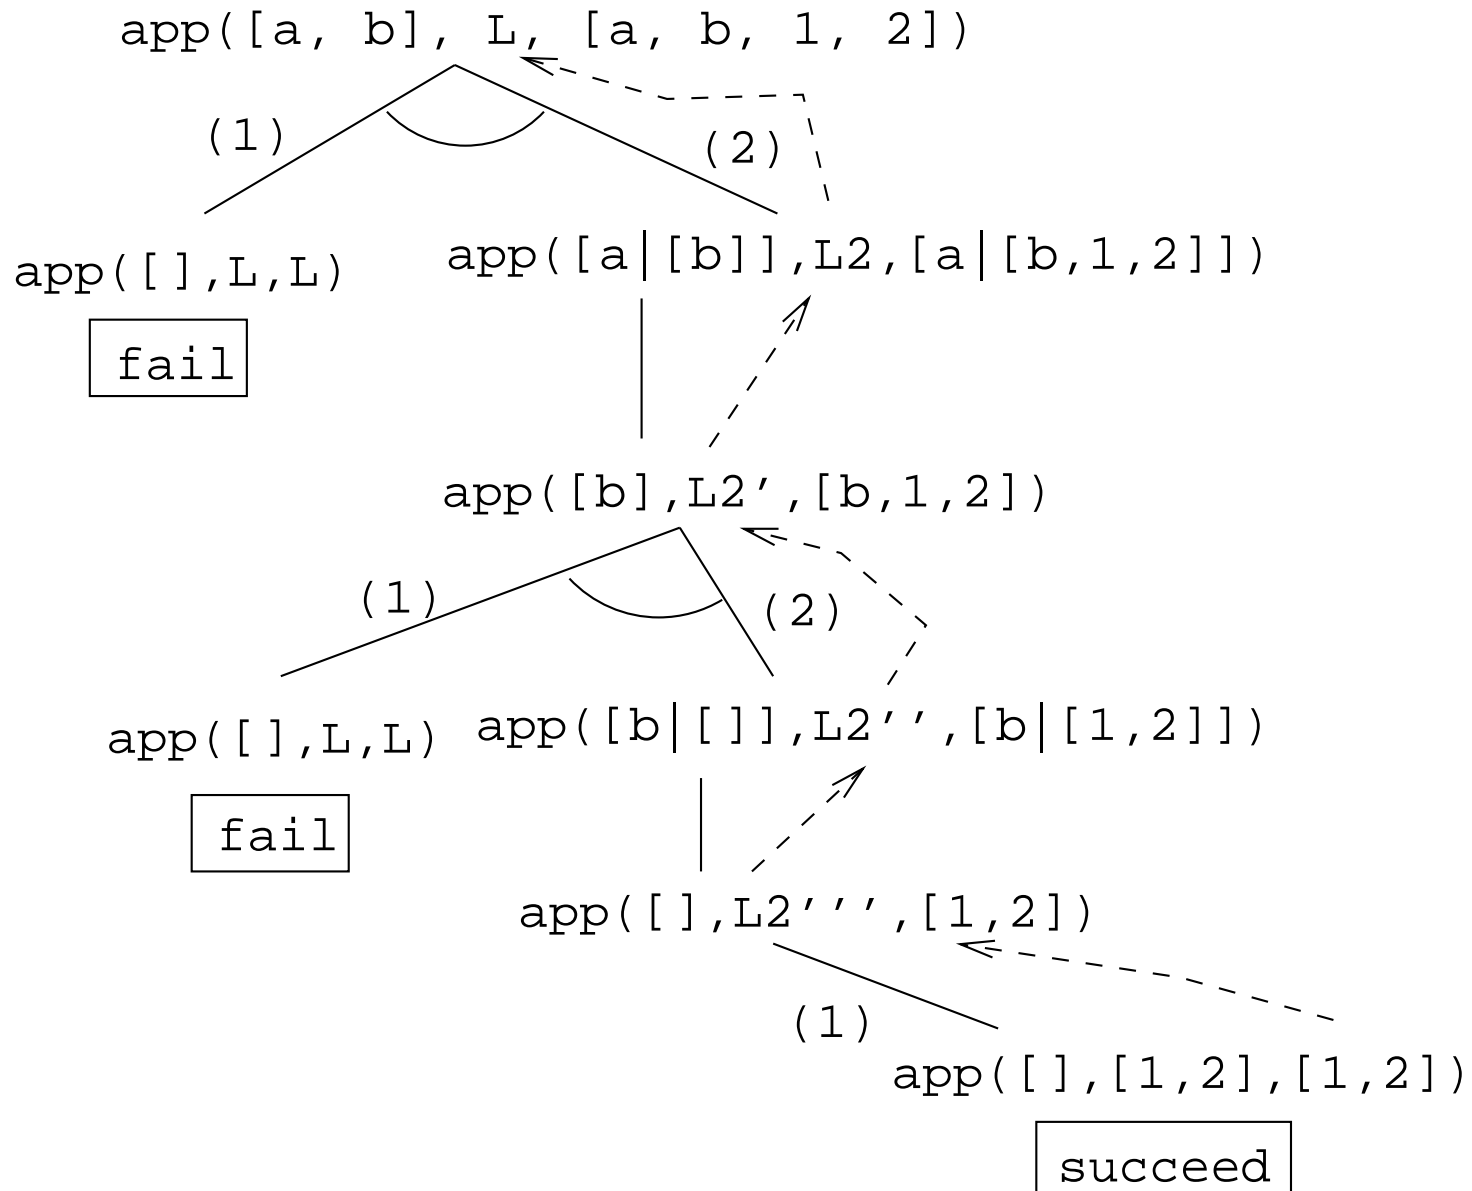 app([a, b], L, [a, b, 1, 2])
(1)
(2)
app([],L,L)
app([a|[b]],L2,[a|[b,1,2]])
fail
app([b],L2',[b,1,2])
(1)
(2)
app([],L,L)
app([b|[]],L2'',[b|[1,2]])
fail
app([],L2''',[1,2])
(1)
app([],[1,2],[1,2])
succeed